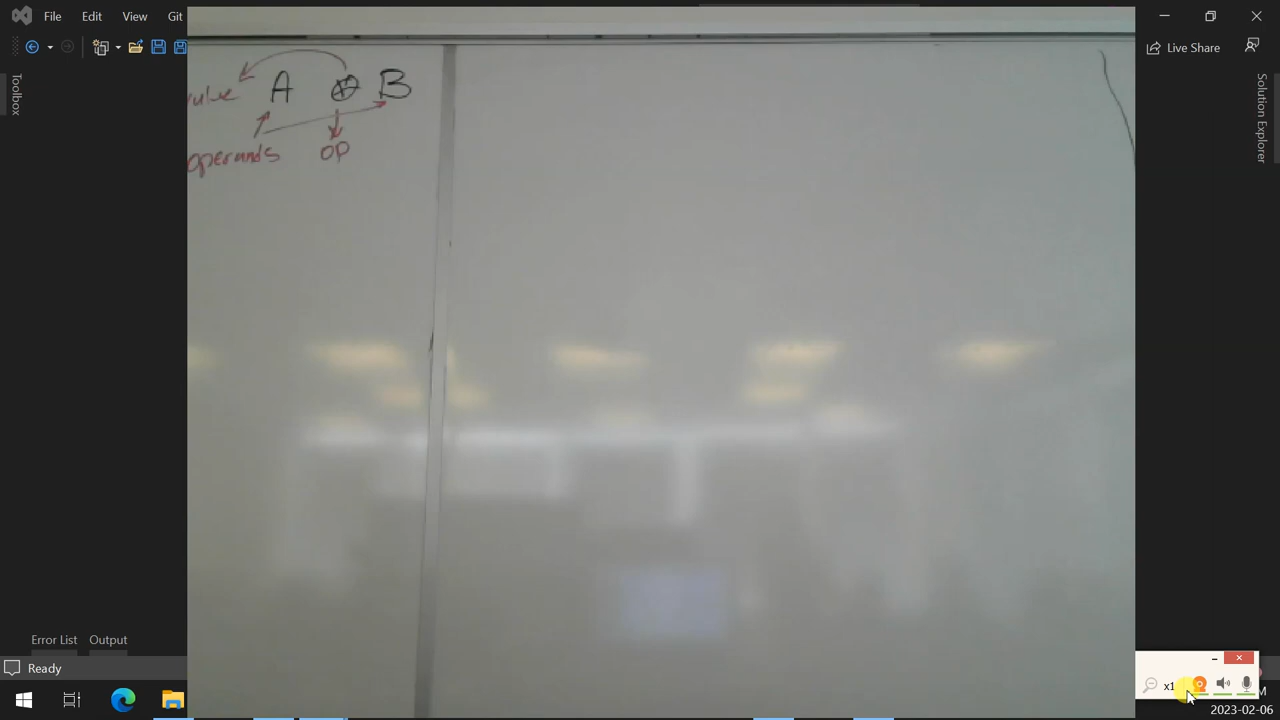 File Edit View Git
Live Share
Toolbox
Solution Explorer
A ⊕ B
operands OP
Error List Output
Ready
x1
2023-02-06